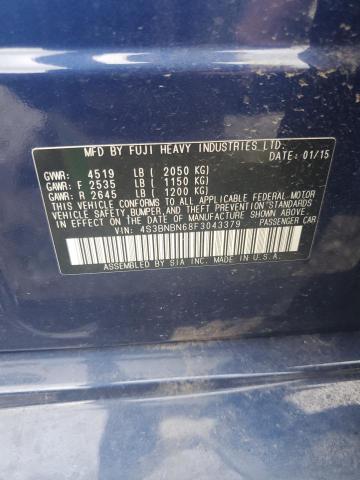 MFD BY FUJI HEAVY INDUSTRIES LTD.
DATE: 01/15
GVWR: 4519 LB ( 2050 KG)
GAWR: F 2535 LB ( 1150 KG)
GAWR: R 2645 LB ( 1200 KG)
THIS VEHICLE CONFORMS TO ALL APPLICABLE FEDERAL MOTOR
VEHICLE SAFETY, BUMPER, AND THEFT PREVENTION STANDARDS
IN EFFECT ON THE DATE OF MANUFACTURE SHOWN ABOVE.
VIN: 4S3BNBN68F3043379 PASSENGER CAR
ASSEMBLED BY SIA INC. MADE IN U.S.A.